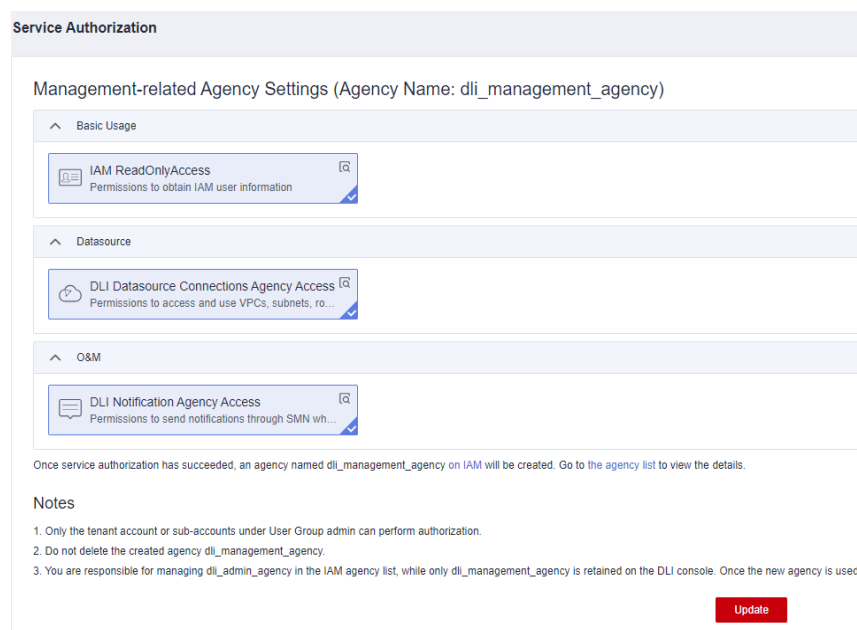 Service Authorization
Management-related Agency Settings (Agency Name: dli_management_agency)
Basic Usage
IAM ReadOnlyAccess
Permissions to obtain IAM user information
Datasource
DLI Datasource Connections Agency Access
Permissions to access and use VPCs, subnets, ro...
O&M
DLI Notification Agency Access
Permissions to send notifications through SMN wh...
Once service authorization has succeeded, an agency named dli_management_agency on IAM will be created. Go to the agency list to view the details.
Notes
1. Only the tenant account or sub-accounts under User Group admin can perform authorization.
2. Do not delete the created agency dli_management_agency.
3. You are responsible for managing dli_admin_agency in the IAM agency list, while only dli_management_agency is retained on the DLI console. Once the new agency is used
Update